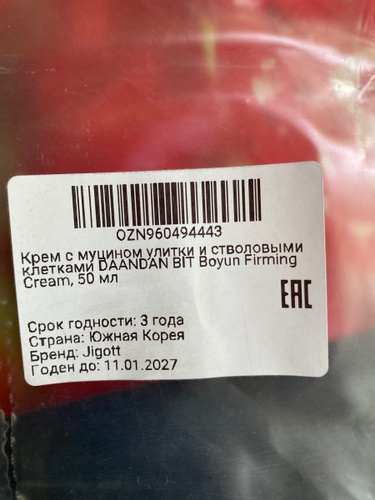 OZN960494443
Крем с муцином улитки и стволовыми
клетками DAANDAN BIT Boyun Firming
Cream, 50 мл
EAC
Срок годности: 3 года
Страна: Южная Корея
Бренд: Jigott
Годен до: 11.01.2027